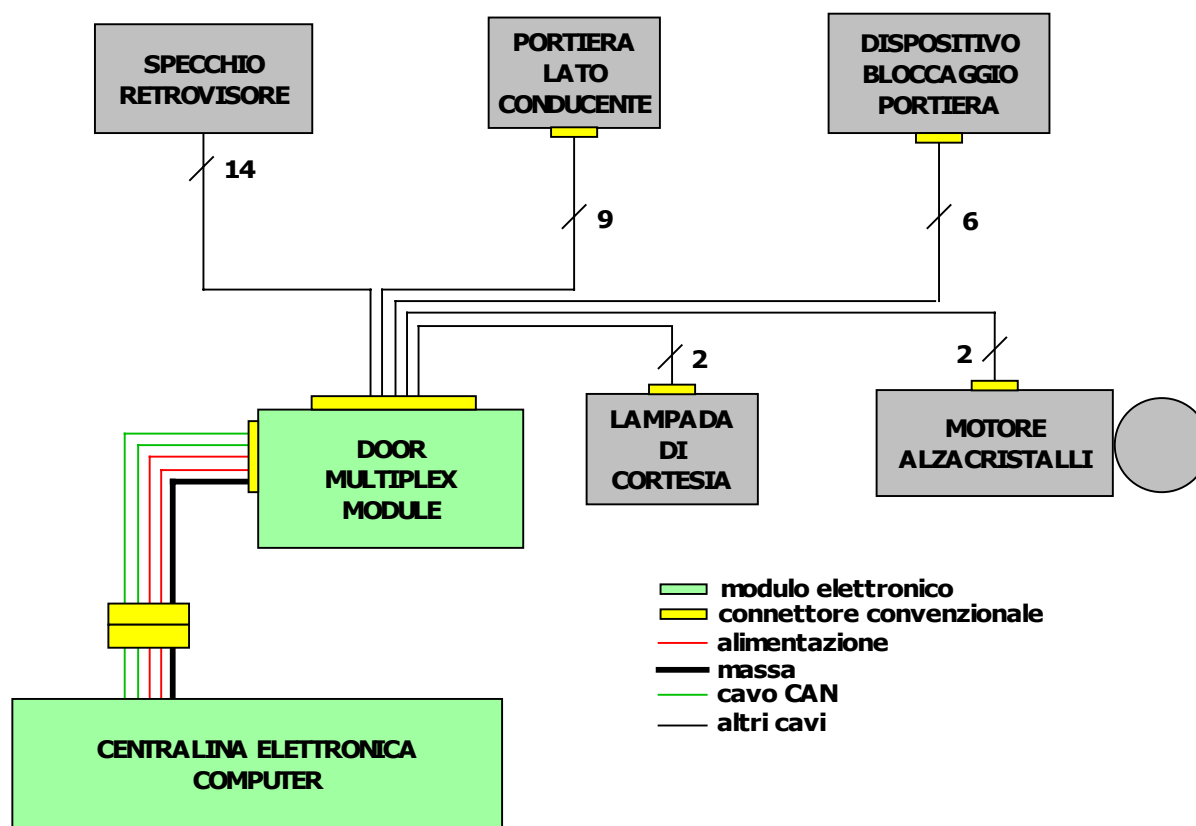 SPECCHIO
RETROVISORE
PORTIERA
LATO
CONDUCENTE
DISPOSITIVO
BLOCCAGGIO
PORTIERA
14
9
6
2
2
LAMPADA
DI
CORTESIA
MOTORE
ALZACRISTALLI
DOOR
MULTIPLEX
MODULE
modulo elettronico
connettore convenzionale
alimentazione
massa
cavo CAN
altri cavi
CENTRALINA ELETTRONICA
COMPUTER